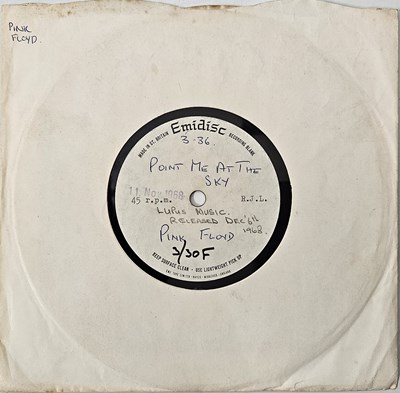 PINK
FLOYD.
Emidisc
MADE IN GT. BRITAIN
RECORDING BLANK
3-36.
POINT ME AT THE
SKY
11 Nov 1968
45 r.p.m.
H.J.L.
LUPUS MUSIC.
RELEASED DEC 6th
1968.
PINK FLOYD
3/30F
KEEP SURFACE CLEAN - USE LIGHTWEIGHT PICK UP